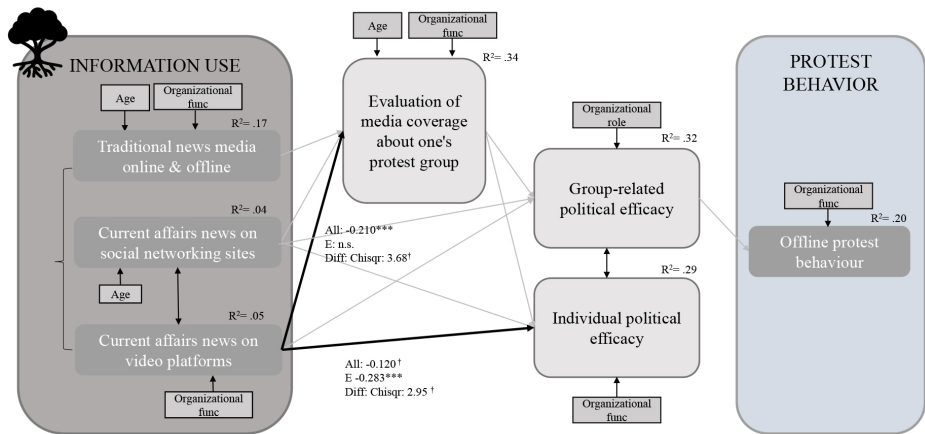 INFORMATION USE
Age
Organizational
func
R²= .17
Traditional news media
online & offline
R²= .04
Current affairs news on
social networking sites
Age
R²= .05
Current affairs news on
video platforms
Organizational
func
Age
Organizational
func
R²= .34
Evaluation of
media coverage
about one's
protest group
All: -0.210***
E: n.s.
Diff: Chisqr: 3.68†
All: -0.120 †
E -0.283***
Diff: Chisqr: 2.95 †
Organizational
role
R²= .32
Group-related
political efficacy
R²= .29
Individual political
efficacy
Organizational
func
PROTEST
BEHAVIOR
Organizational
func
R²= .20
Offline protest
behaviour